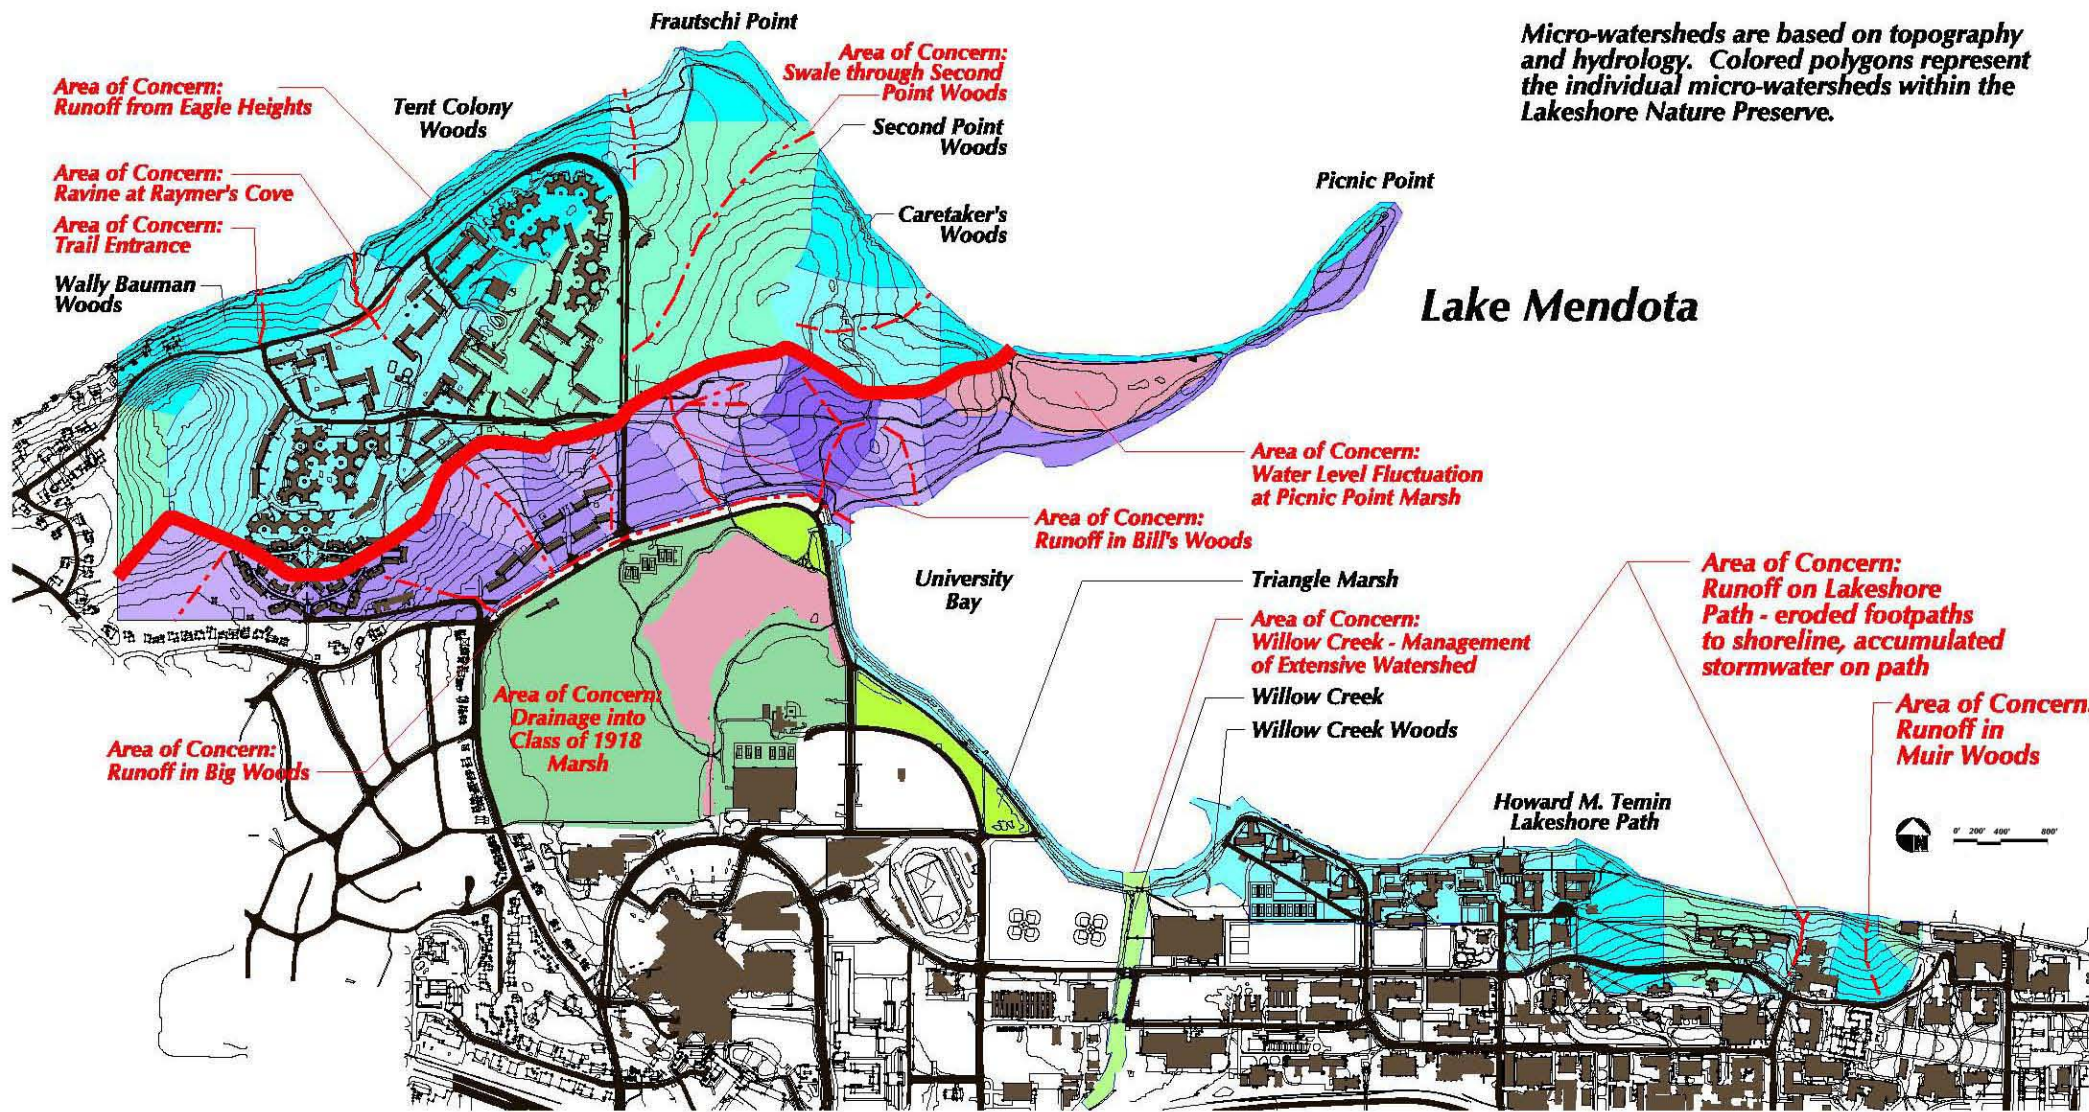 Frautschi Point
Micro-watersheds are based on topography
and hydrology.  Colored polygons represent
the individual micro-watersheds within the
Lakeshore Nature Preserve.
Area of Concern:
Swale through Second
Point Woods
Area of Concern:
Runoff from Eagle Heights
Tent Colony
Woods
Second Point
Woods
Area of Concern:
Ravine at Raymer's Cove
Picnic Point
Area of Concern:
Trail Entrance
Caretaker's
Woods
Wally Bauman
Woods
Lake Mendota
Area of Concern:
Water Level Fluctuation
at Picnic Point Marsh
Area of Concern:
Runoff in Bill's Woods
University
Bay
Triangle Marsh
Area of Concern:
Runoff on Lakeshore
Path - eroded footpaths
to shoreline, accumulated
stormwater on path
Area of Concern:
Willow Creek - Management
of Extensive Watershed
Willow Creek
Willow Creek Woods
Area of Concern:
Drainage into
Class of 1918
Marsh
Area of Concern:
Runoff in Big Woods
Area of Concern:
Runoff in
Muir Woods
Howard M. Temin
Lakeshore Path
N
0' 200' 400' 800'